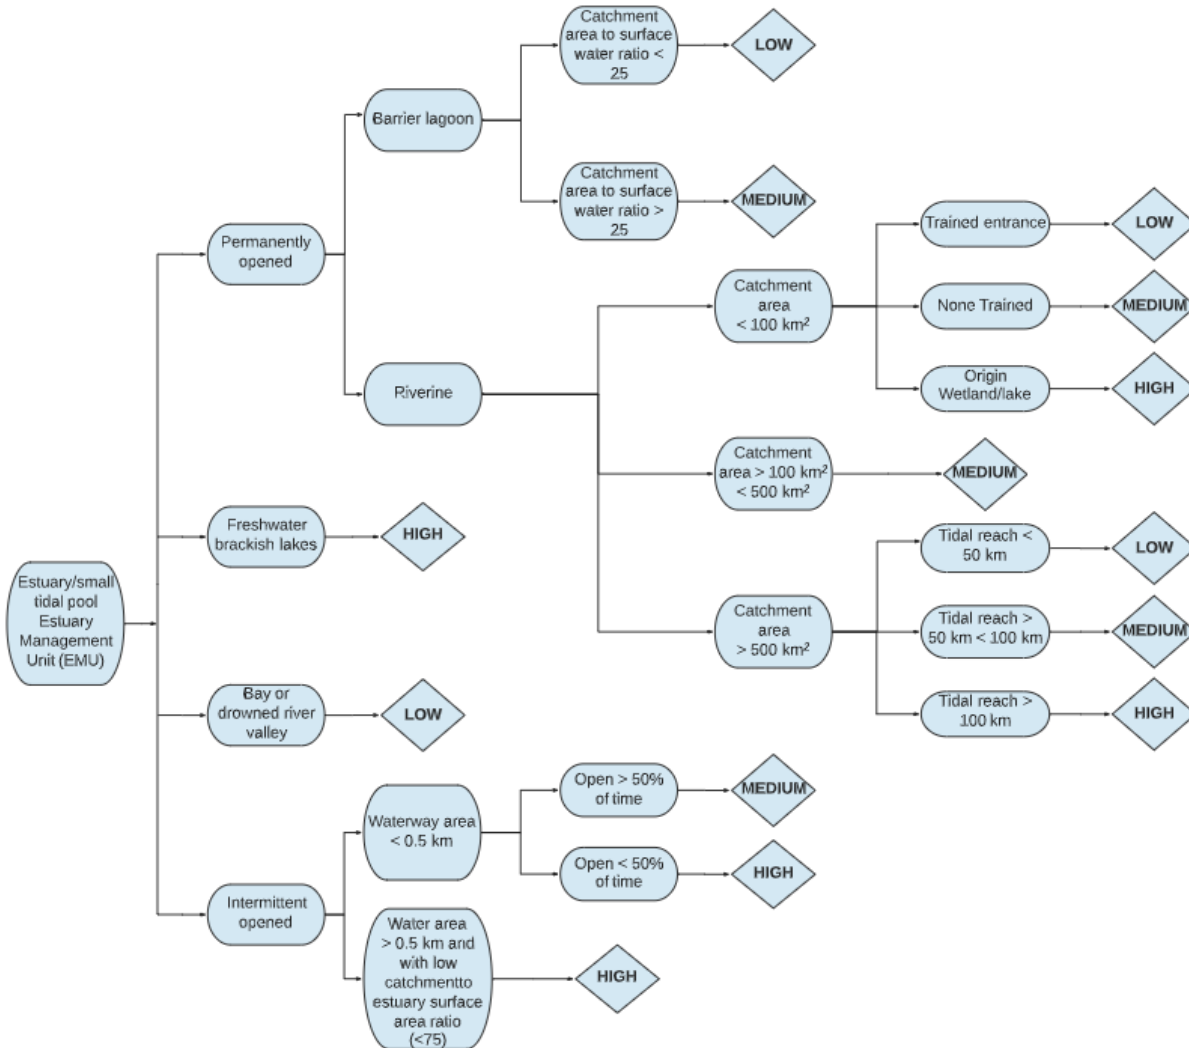 Estuary/small
tidal pool
Estuary
Management
Unit (EMU)
Permanently
opened
Barrier lagoon
Catchment
area to surface
water ratio <
25
LOW
Catchment
area to surface
water ratio >
25
MEDIUM
Riverine
Catchment
area
< 100 km²
Trained entrance
LOW
None Trained
MEDIUM
Origin
Wetland/lake
HIGH
Catchment
area > 100 km²
< 500 km²
MEDIUM
Catchment
area
> 500 km²
Tidal reach <
50 km
LOW
Tidal reach >
50 km < 100 km
MEDIUM
Tidal reach >
100 km
HIGH
Freshwater
brackish lakes
HIGH
Bay or
drowned river
valley
LOW
Intermittent
opened
Waterway area
< 0.5 km
Open > 50%
of time
MEDIUM
Open < 50%
of time
HIGH
Water area
> 0.5 km and
with low
catchmentto
estuary surface
area ratio
(<75)
HIGH